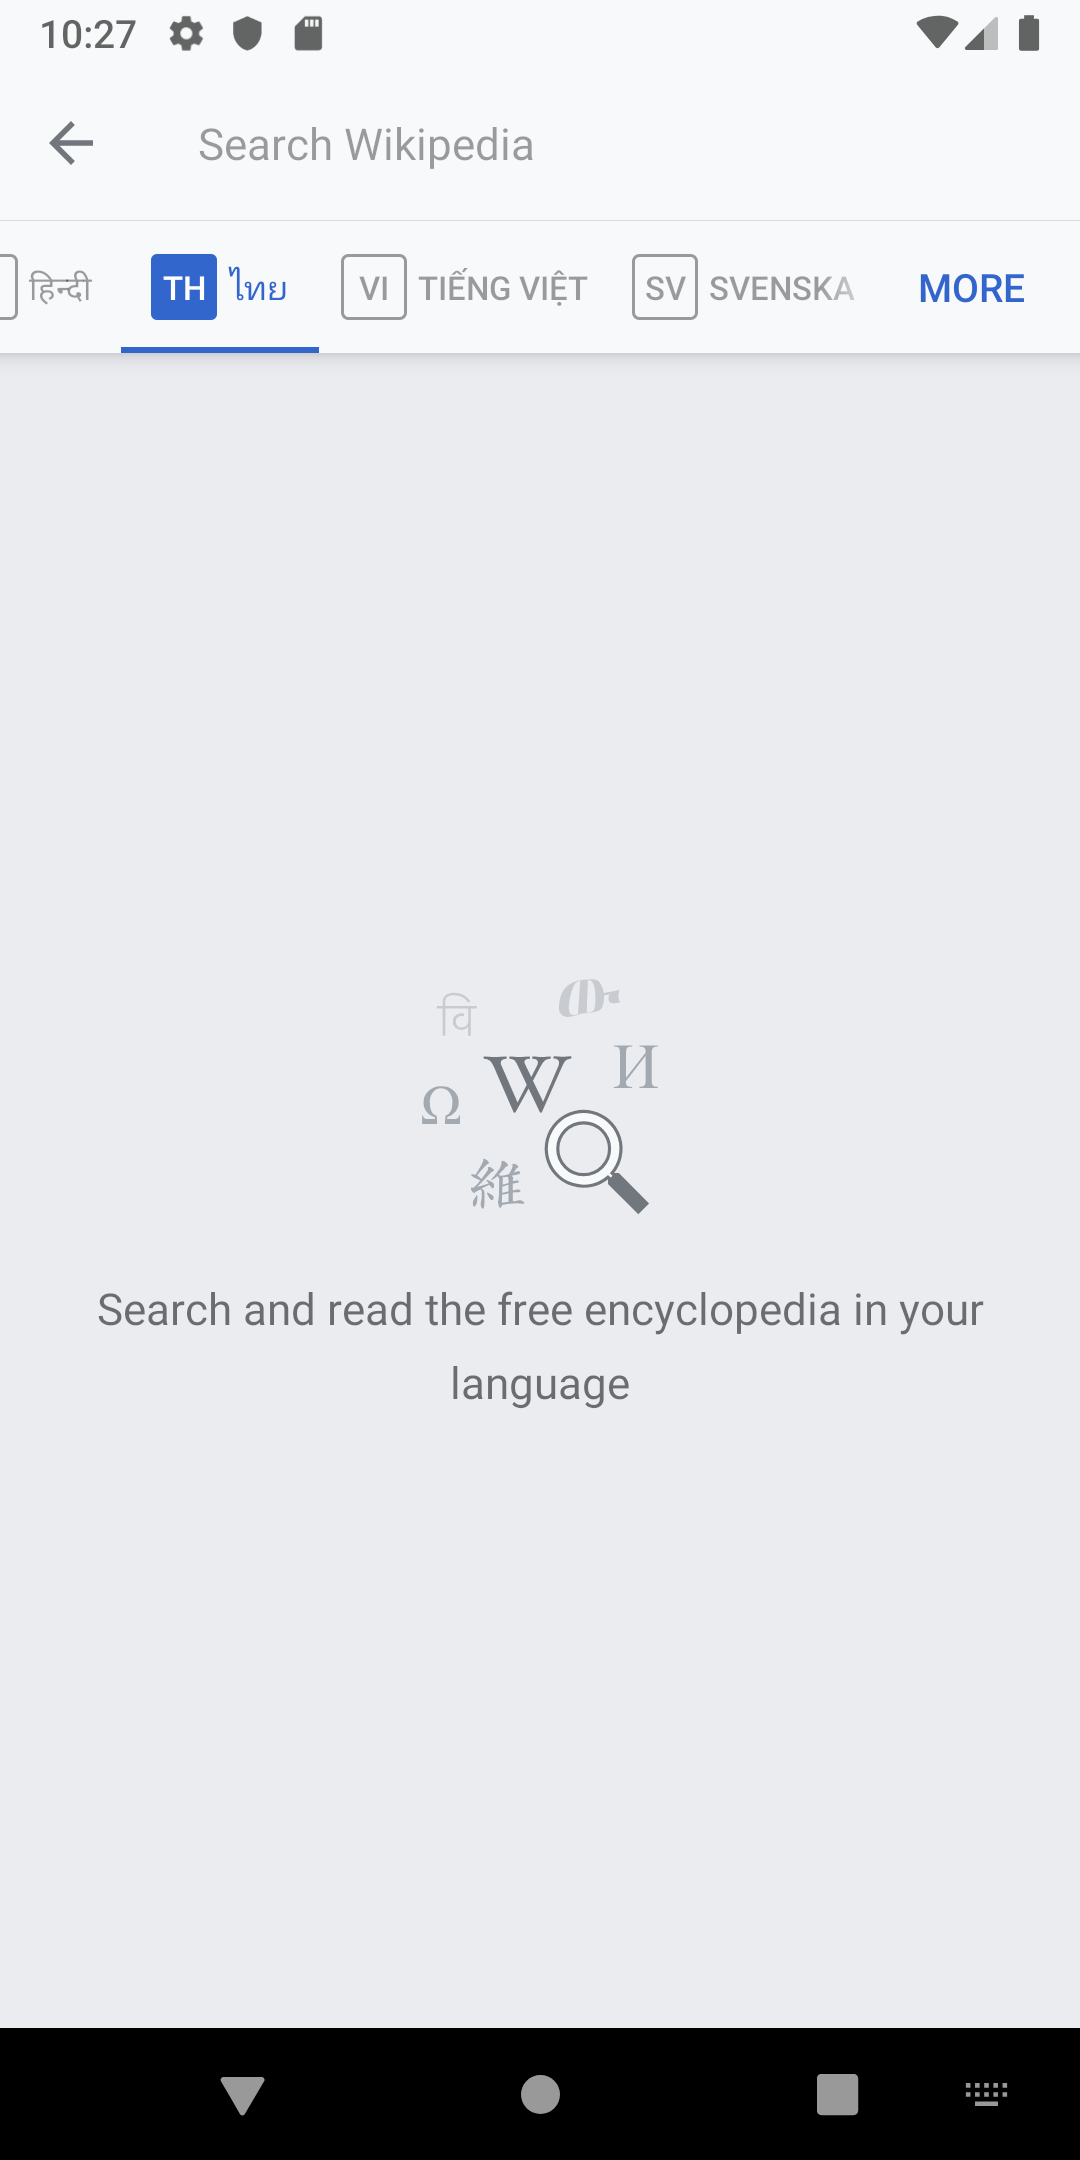 10:27
Search Wikipedia
हिन्दी
TH ไทย
VI TIẾNG VIỆT
SV SVENSKA
MORE
वि
ው
W
И
Ω
維
Search and read the free encyclopedia in your
language